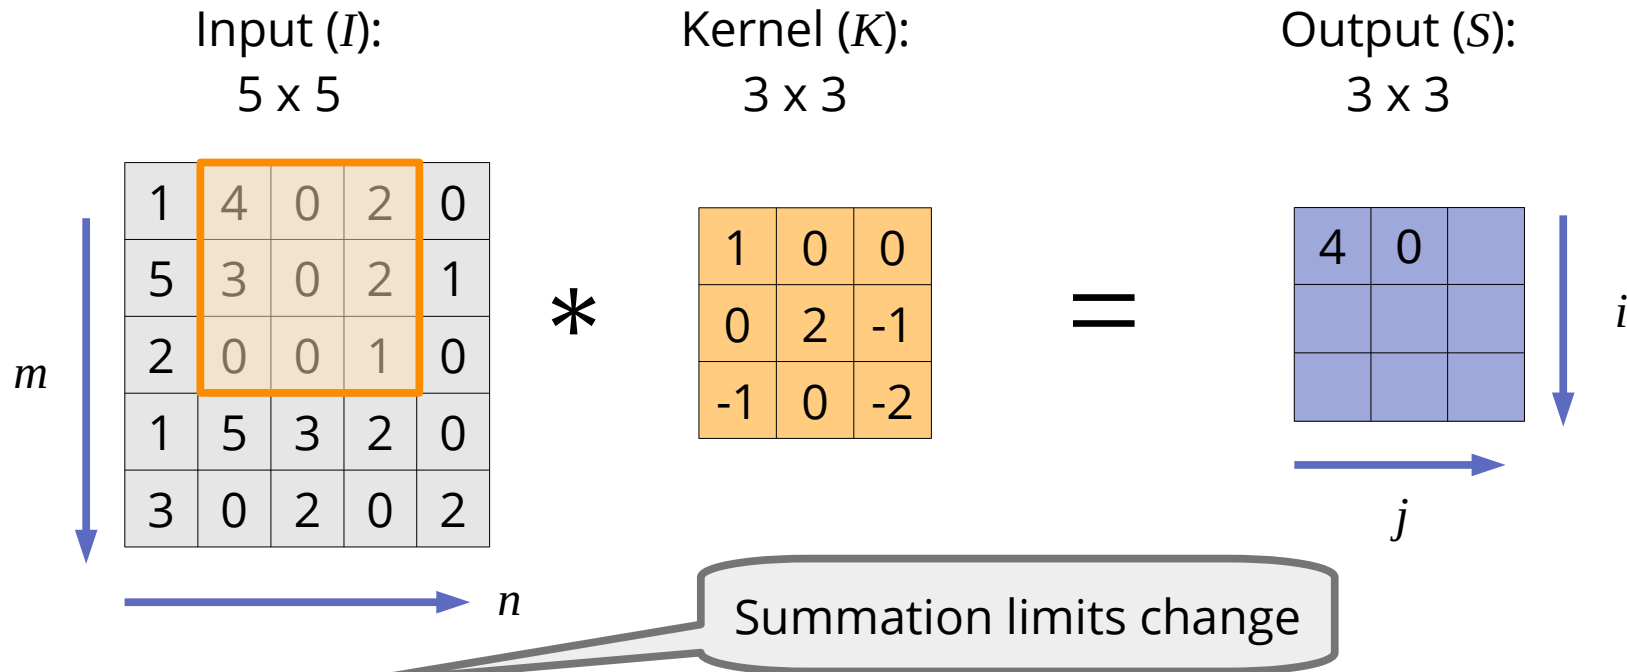 Input (I):
5 x 5
Kernel (K):
3 x 3
Output (S):
3 x 3
1 4 0 2 0
5 3 0 2 1
2 0 0 1 0
1 5 3 2 0
3 0 2 0 2
m
n
*
1 0 0
0 2 -1
-1 0 -2
=
4 0
i
j
Summation limits change